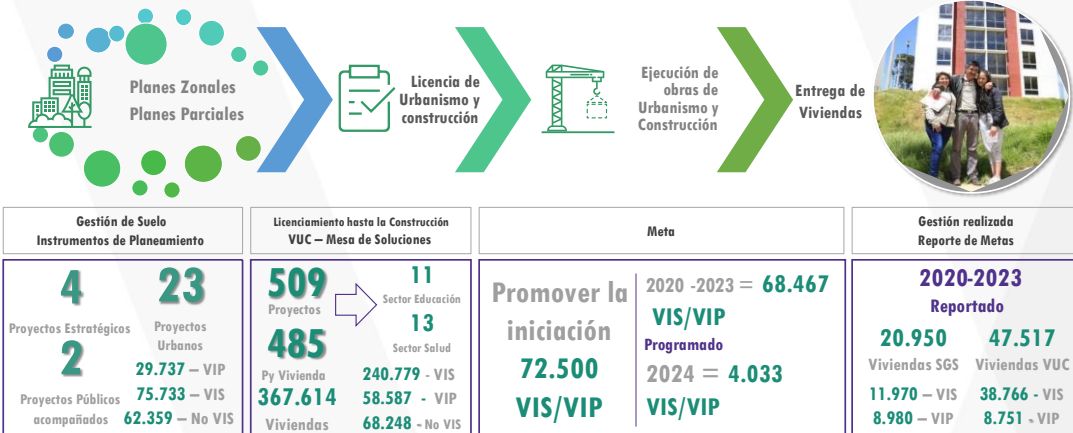 Planes Zonales
Planes Parciales
Licencia de
Urbanismo y
construcción
Ejecución de
obras de
Urbanismo y
Construcción
Entrega de
Viviendas
Gestión de Suelo
Instrumentos de Planeamiento
4
Proyectos Estratégicos
2
Proyectos Públicos
acompañados
23
Proyectos
Urbanos
29.737 – VIP
75.733 – VIS
62.359 – No VIS
Licenciamiento hasta la Construcción
VUC – Mesa de Soluciones
509
Proyectos
485
Py Vivienda
367.614
Viviendas
11
Sector Educación
13
Sector Salud
240.779 - VIS
58.587 - VIP
68.248 - No VIS
Meta
Promover la
iniciación
72.500
VIS/VIP
2020 -2023 = 68.467
VIS/VIP
Programado
2024 = 4.033
VIS/VIP
Gestión realizada
Reporte de Metas
2020-2023
Reportado
20.950
Viviendas SGS
11.970 – VIS
8.980 – VIP
47.517
Viviendas VUC
38.766 - VIS
8.751 - VIP